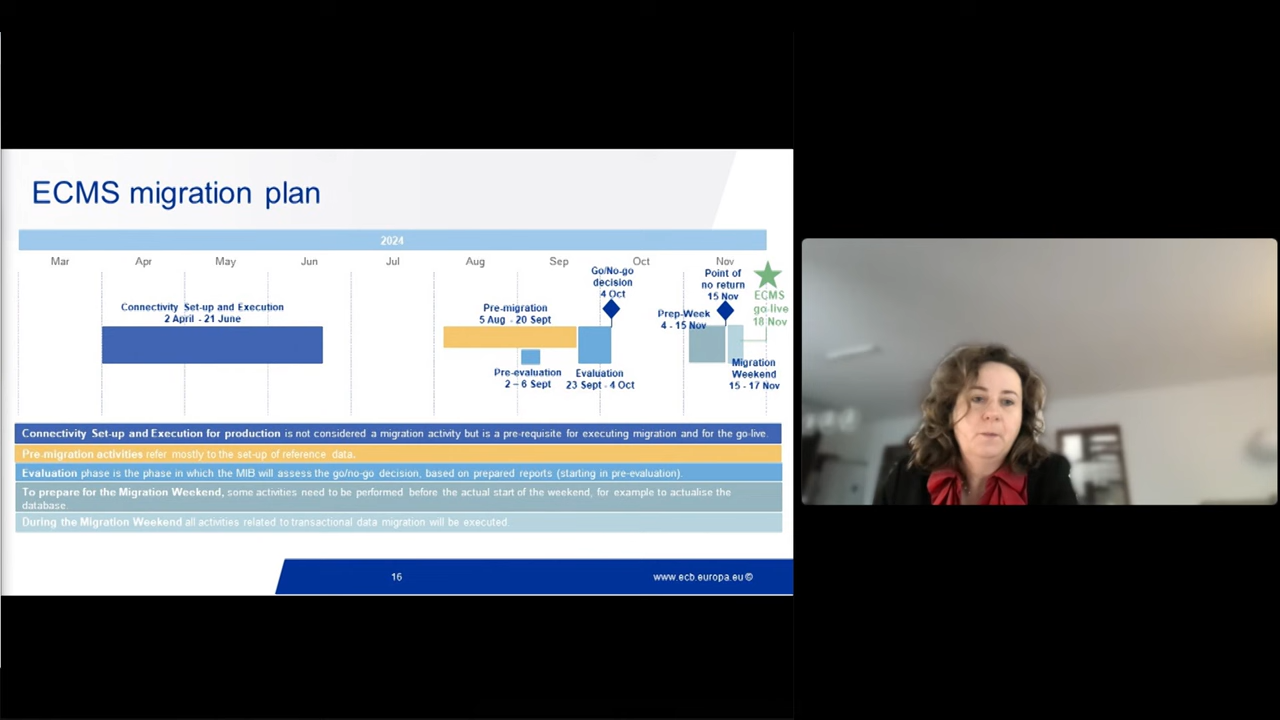 ECMS migration plan
2024
Mar Apr May Jun Jul Aug Sep Oct Nov
Connectivity Set-up and Execution
2 April - 21 June
Pre-migration
5 Aug - 20 Sept
Pre-evaluation
2 – 6 Sept
Go/No-go
decision
4 Oct
Evaluation
23 Sept - 4 Oct
Prep-Week
4 - 15 Nov
Point of
no return
15 Nov
Migration
Weekend
15 - 17 Nov
ECMS
go-live
18 Nov
Connectivity Set-up and Execution for production is not considered a migration activity but is a pre-requisite for executing migration and for the go-live.
Pre-migration activities refer mostly to the set-up of reference data.
Evaluation phase is the phase in which the MIB will assess the go/no-go decision, based on prepared reports (starting in pre-evaluation).
To prepare for the Migration Weekend, some activities need to be performed before the actual start of the weekend, for example to actualise the
database.
During the Migration Weekend all activities related to transactional data migration will be executed
16
www.ecb.europa.eu ©